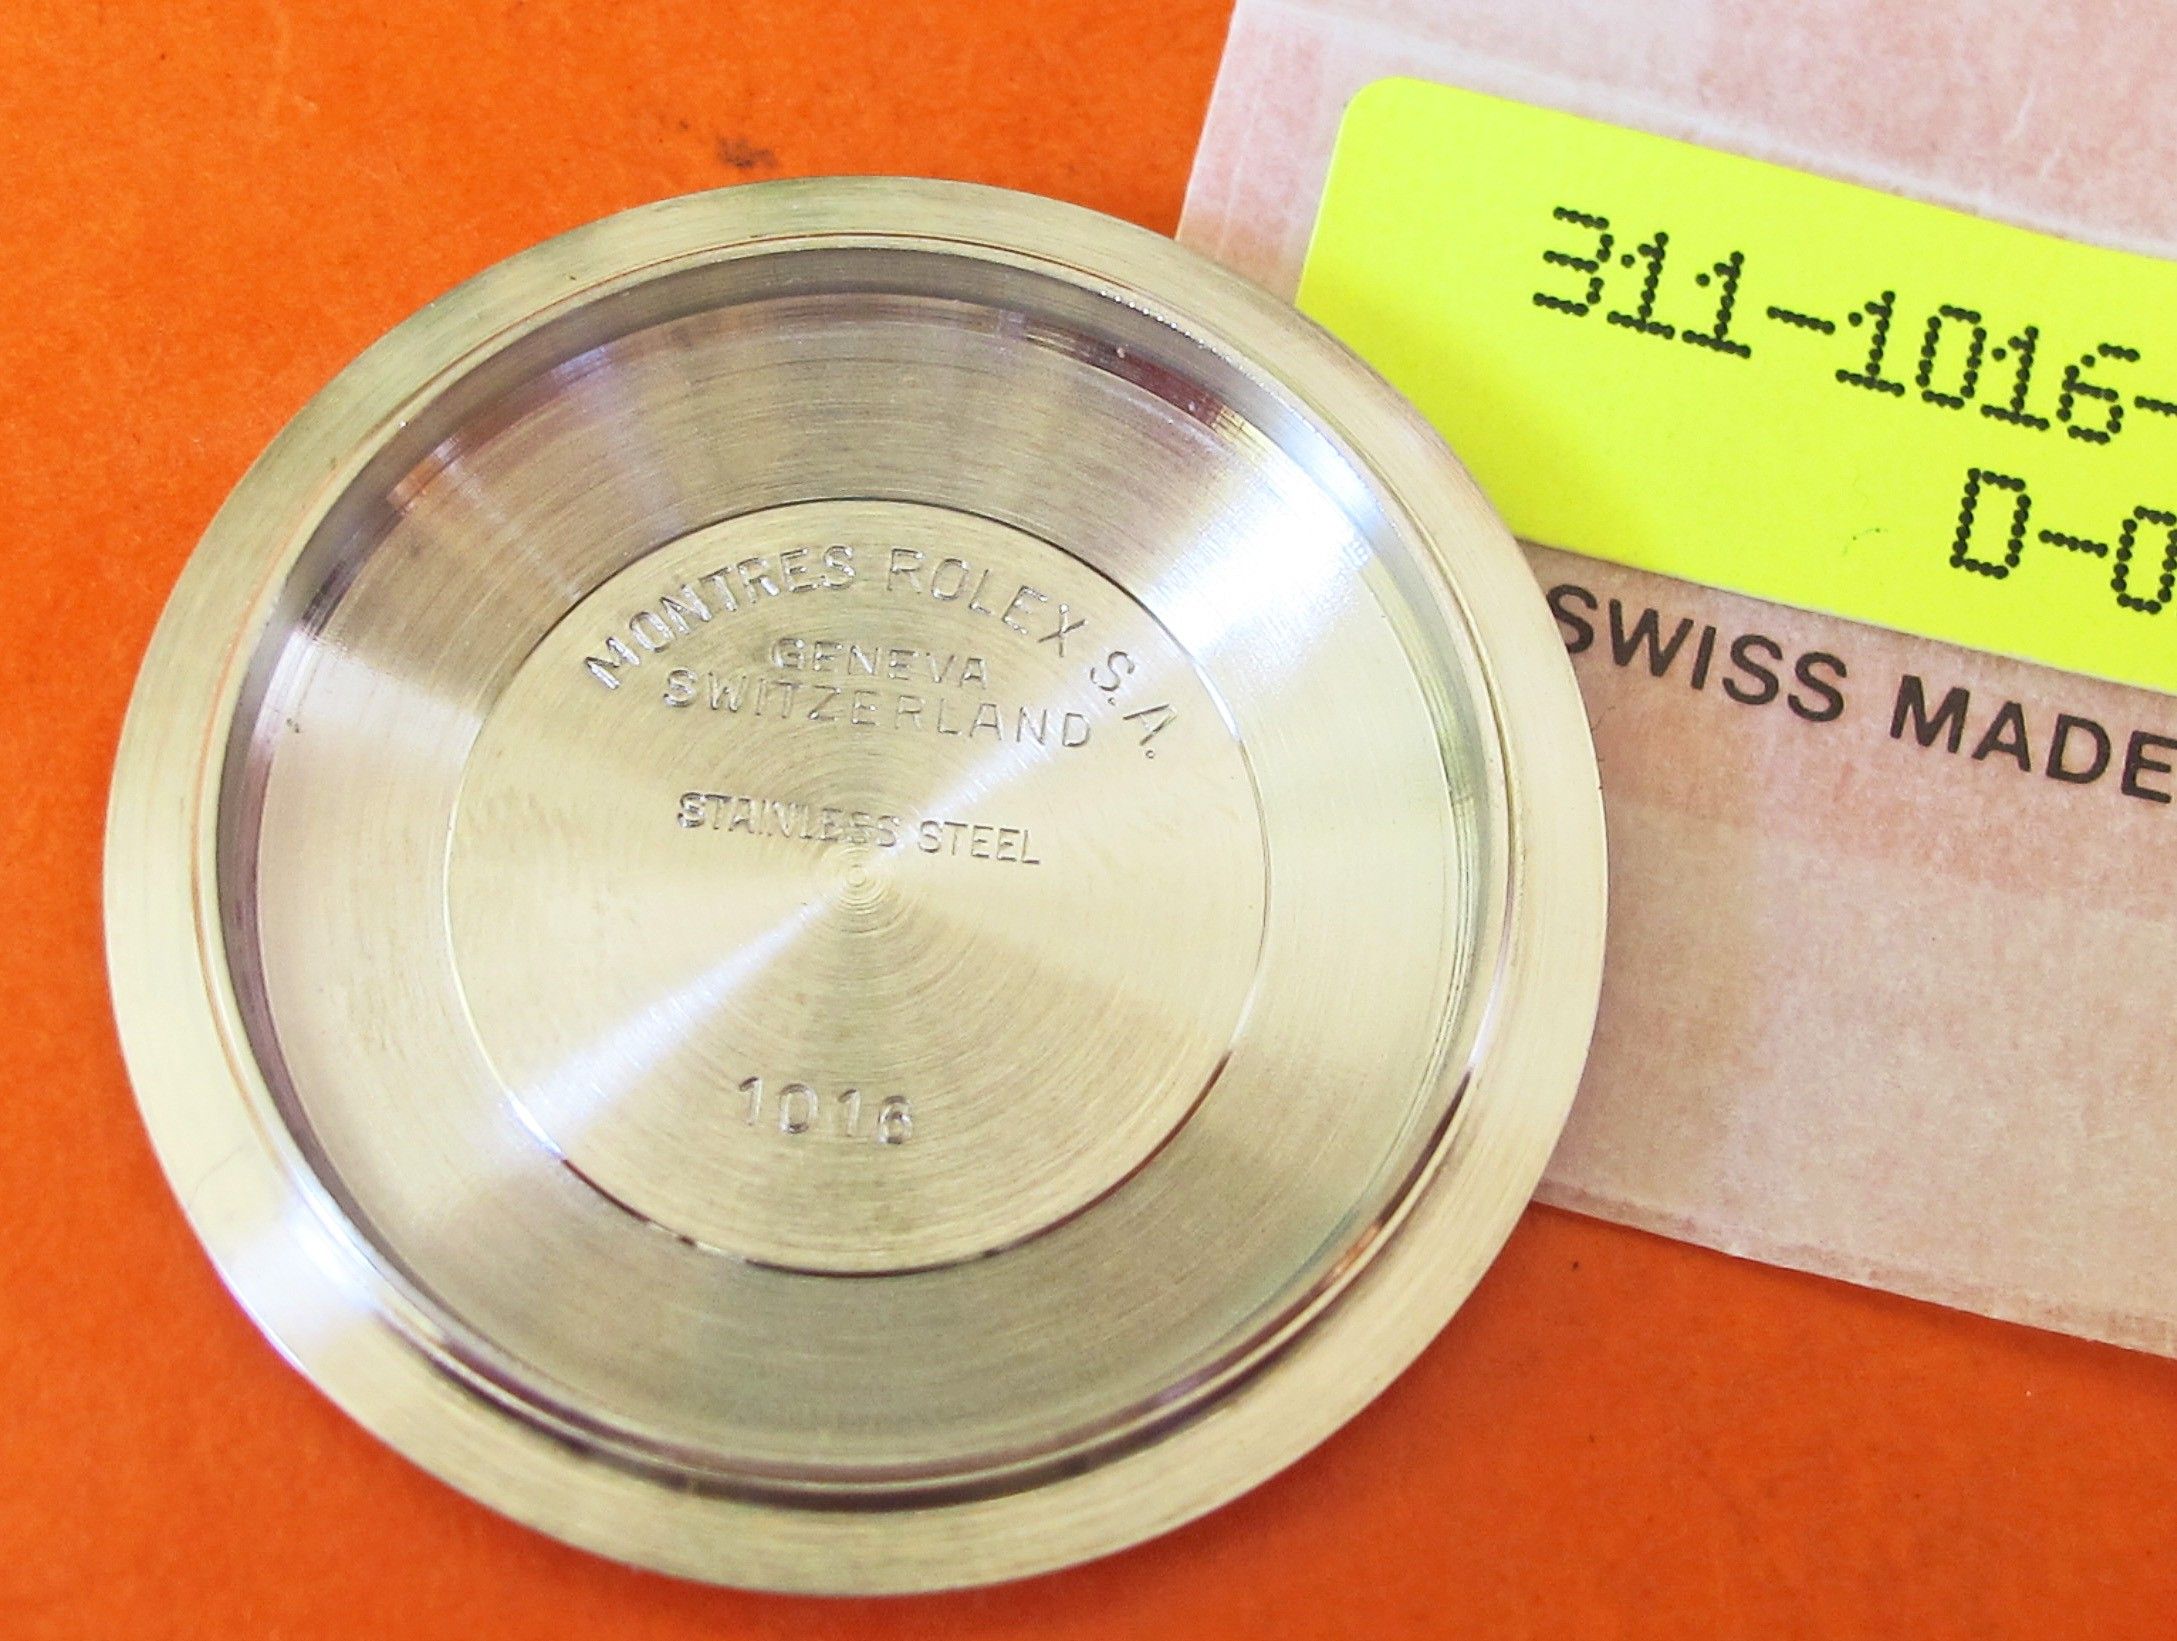 MONTRES ROLEX S.A.
GENEVA
SWITZERLAND
STAINLESS STEEL
1016
311-1016-
D-0
SWISS MADE